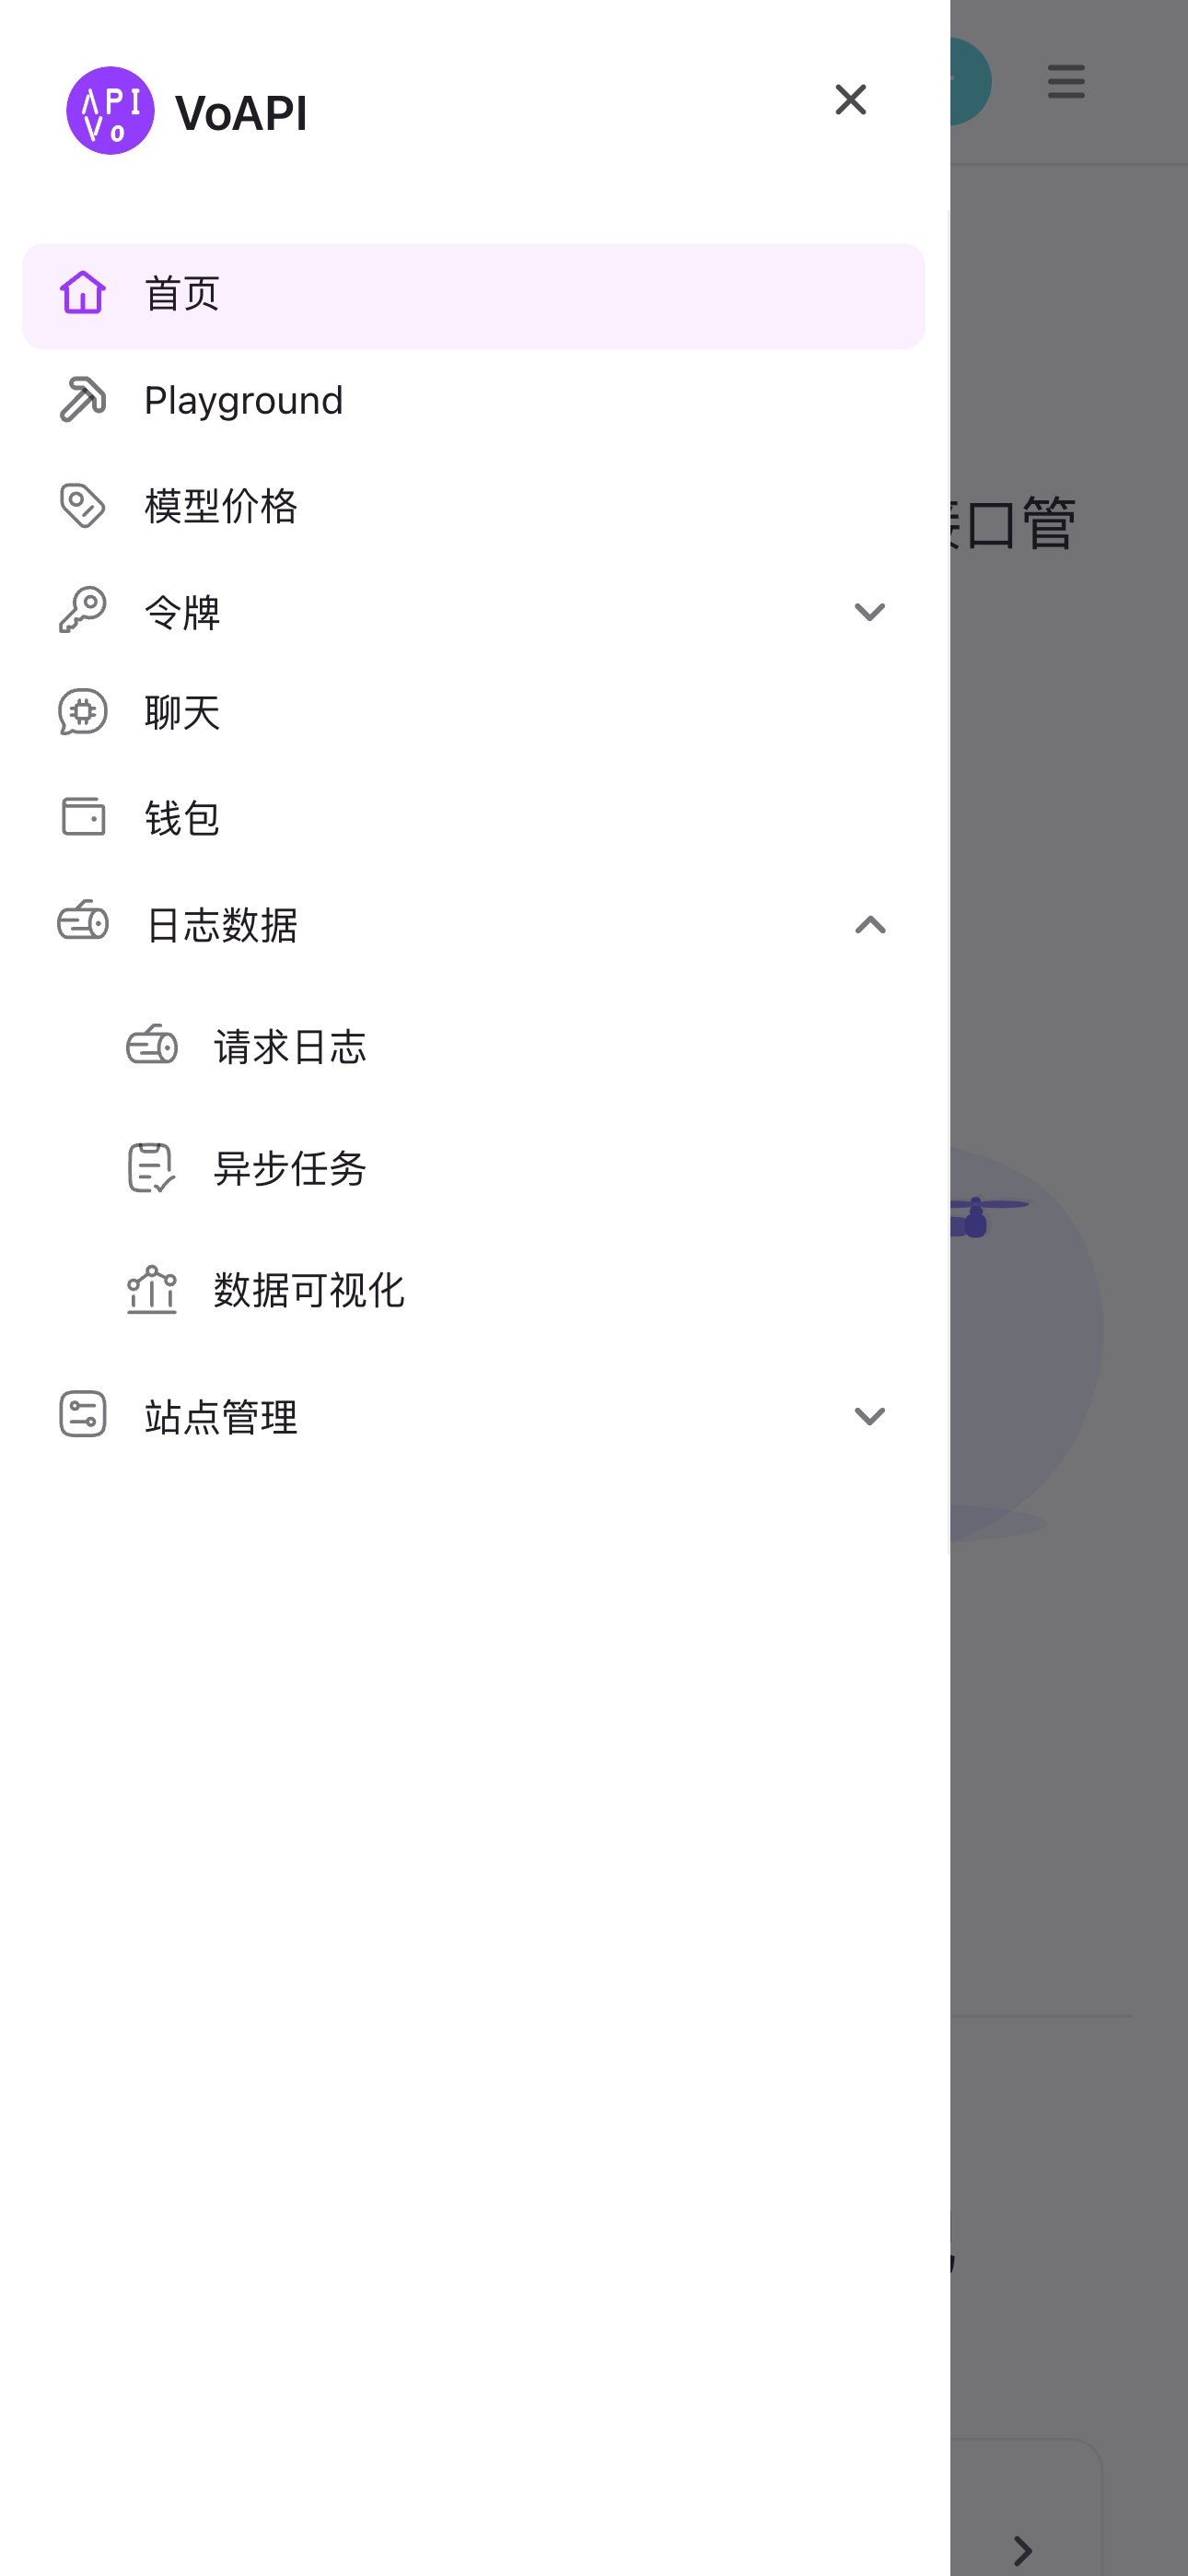 VoAPI
首页
Playground
模型价格
令牌
聊天
钱包
日志数据
请求日志
异步任务
数据可视化
站点管理
口管